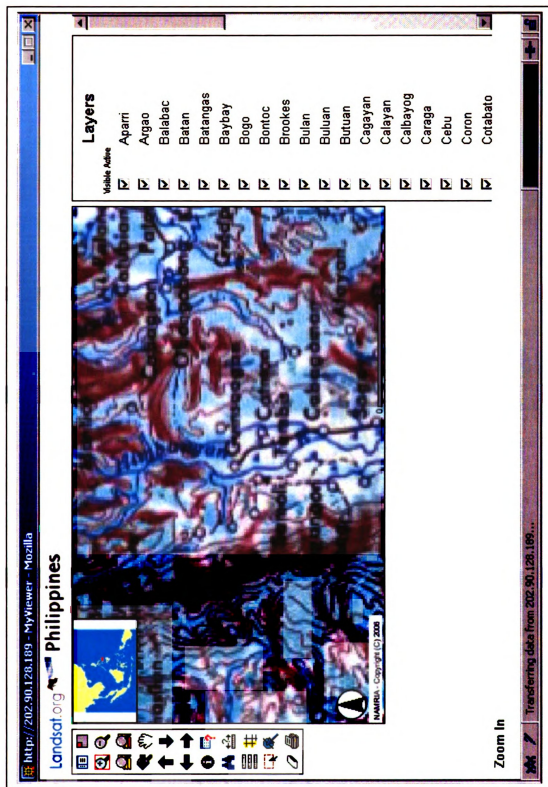 http://202.90.128.189 - MyViewer - Mozilla
Landsat.org Philippines
NAMRIA - Copyright (C) 2006
Layers
Visible Active
Aparri
Argao
Balabac
Batan
Batangas
Baybay
Bogo
Bontoc
Brookes
Bulan
Buluan
Butuan
Cagayan
Calayan
Calbayog
Caraga
Cebu
Coron
Cotabato
Zoom In
Transferring data from 202.90.128.189...